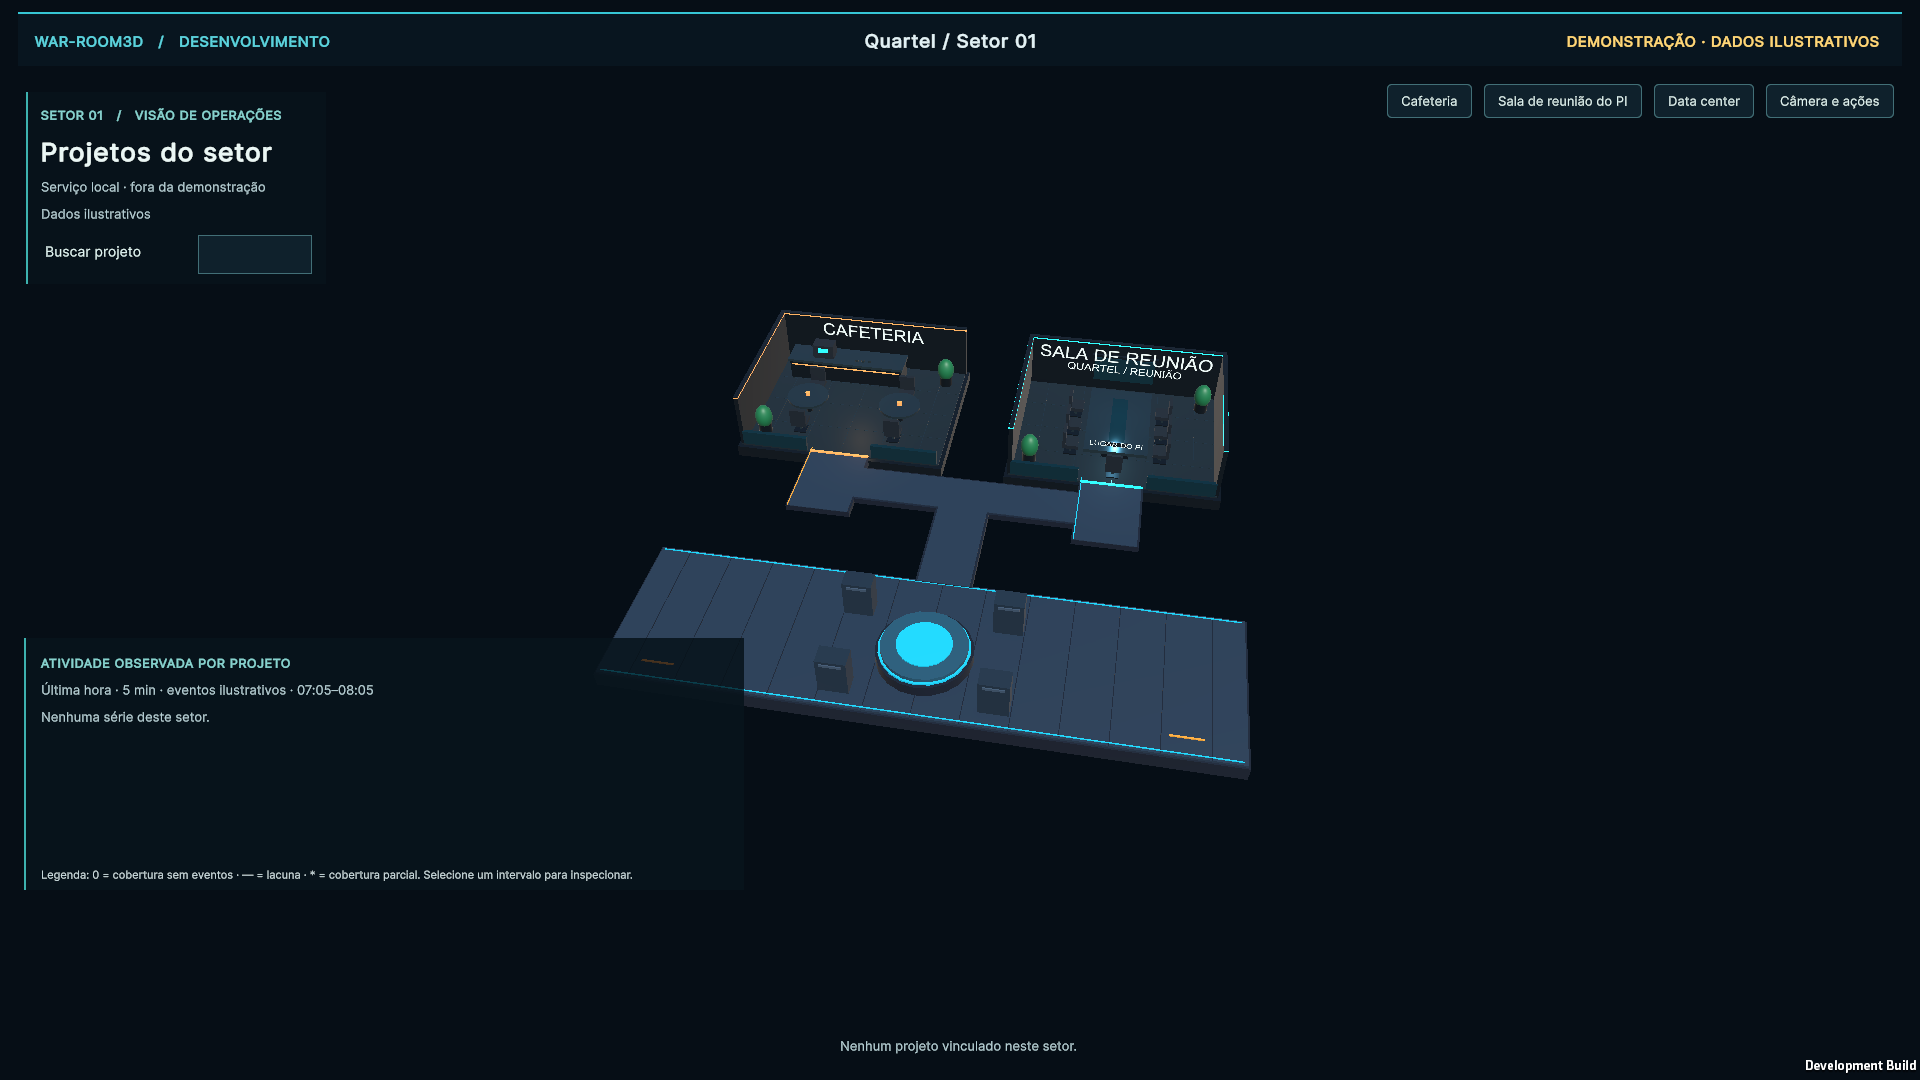 WAR-ROOM3D / DESENVOLVIMENTO
Quartel / Setor 01
DEMONSTRAÇÃO · DADOS ILUSTRATIVOS
Cafeteria
Sala de reunião do PI
Data center
Câmera e ações
SETOR 01 / VISÃO DE OPERAÇÕES
Projetos do setor
Serviço local · fora da demonstração
Dados ilustrativos
Buscar projeto
CAFETERIA
SALA DE REUNIÃO
QUARTEL / REUNIÃO
LUGAR DO PI
ATIVIDADE OBSERVADA POR PROJETO
Última hora · 5 min · eventos ilustrativos · 07:05–08:05
Nenhuma série deste setor.
Legenda: 0 = cobertura sem eventos · — = lacuna · * = cobertura parcial. Selecione um intervalo para inspecionar.
Nenhum projeto vinculado neste setor.
Development Build